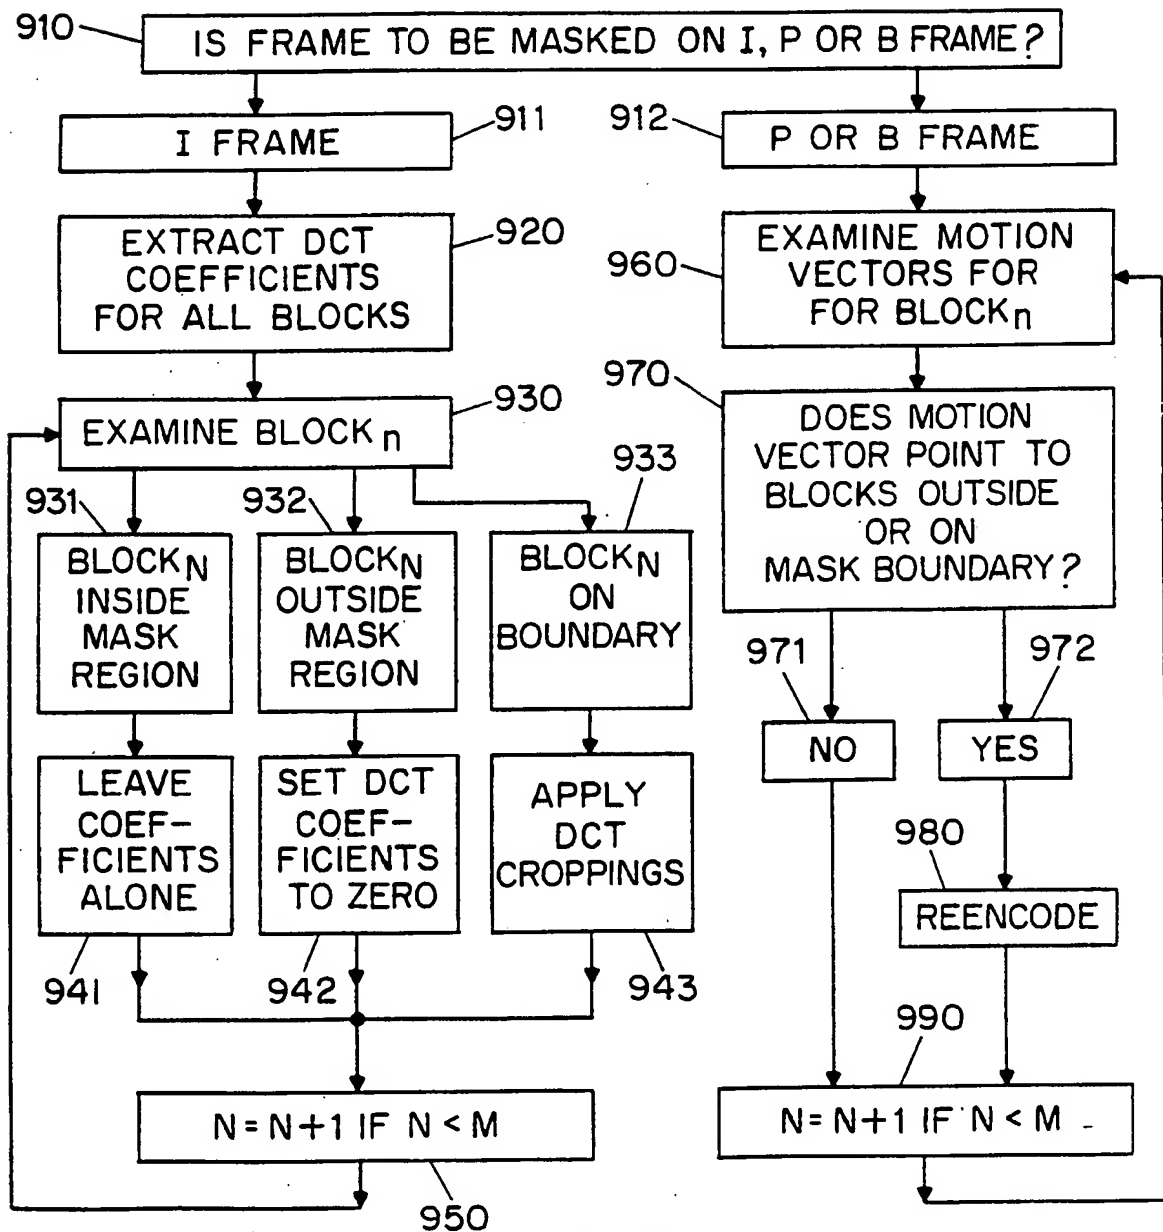 910
IS FRAME TO BE MASKED ON I, P OR B FRAME?
911
I FRAME
912
P OR B FRAME
920
EXTRACT DCT
COEFFICIENTS
FOR ALL BLOCKS
960
EXAMINE MOTION
VECTORS FOR
FOR BLOCKn
930
EXAMINE BLOCKn
970
DOES MOTION
VECTOR POINT TO
BLOCKS OUTSIDE
OR ON
MASK BOUNDARY?
931
BLOCKN
INSIDE
MASK
REGION
932
BLOCKN
OUTSIDE
MASK
REGION
933
BLOCKN
ON
BOUNDARY
971
NO
972
YES
LEAVE
COEF-
FICIENTS
ALONE
941
SET DCT
COEF-
FICIENTS
TO ZERO
942
APPLY
DCT
CROPPINGS
943
980
REENCODE
990
N=N+1 IF N<M
950
N=N+1 IF N<M